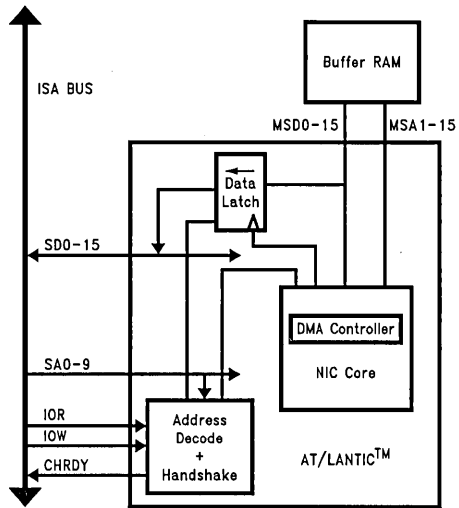 Buffer RAM
ISA BUS
MSD0-15
MSA1-15
Data
Latch
SD0-15
DMA Controller
NIC Core
SA0-9
IOR
IOW
CHRDY
Address
Decode
+
Handshake
AT/LANTIC™